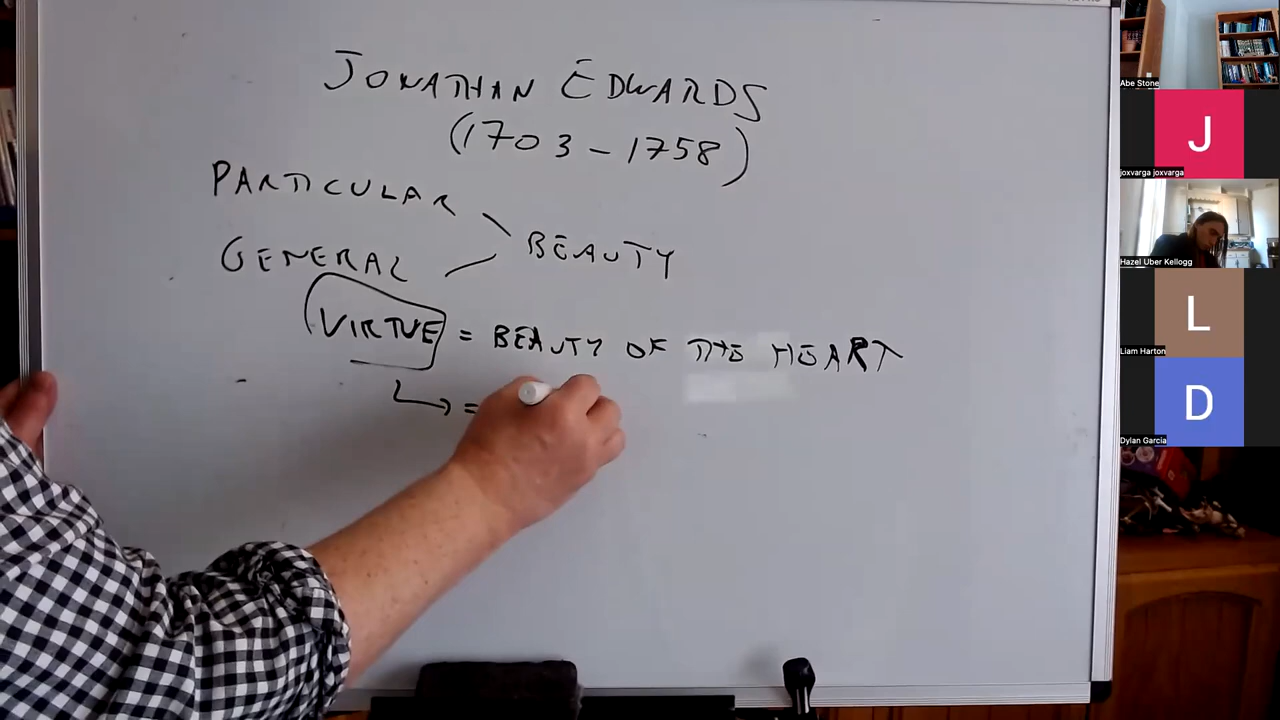 JONATHAN EDWARDS
(1703 – 1758)
PARTICULAR
GENERAL
BEAUTY
VIRTUE = BEAUTY OF THE HEART
↳ =
Abe Stone
J
joxvarga joxvarga
Hazel Uber Kellogg
L
Liam Harton
D
Dylan Garcia